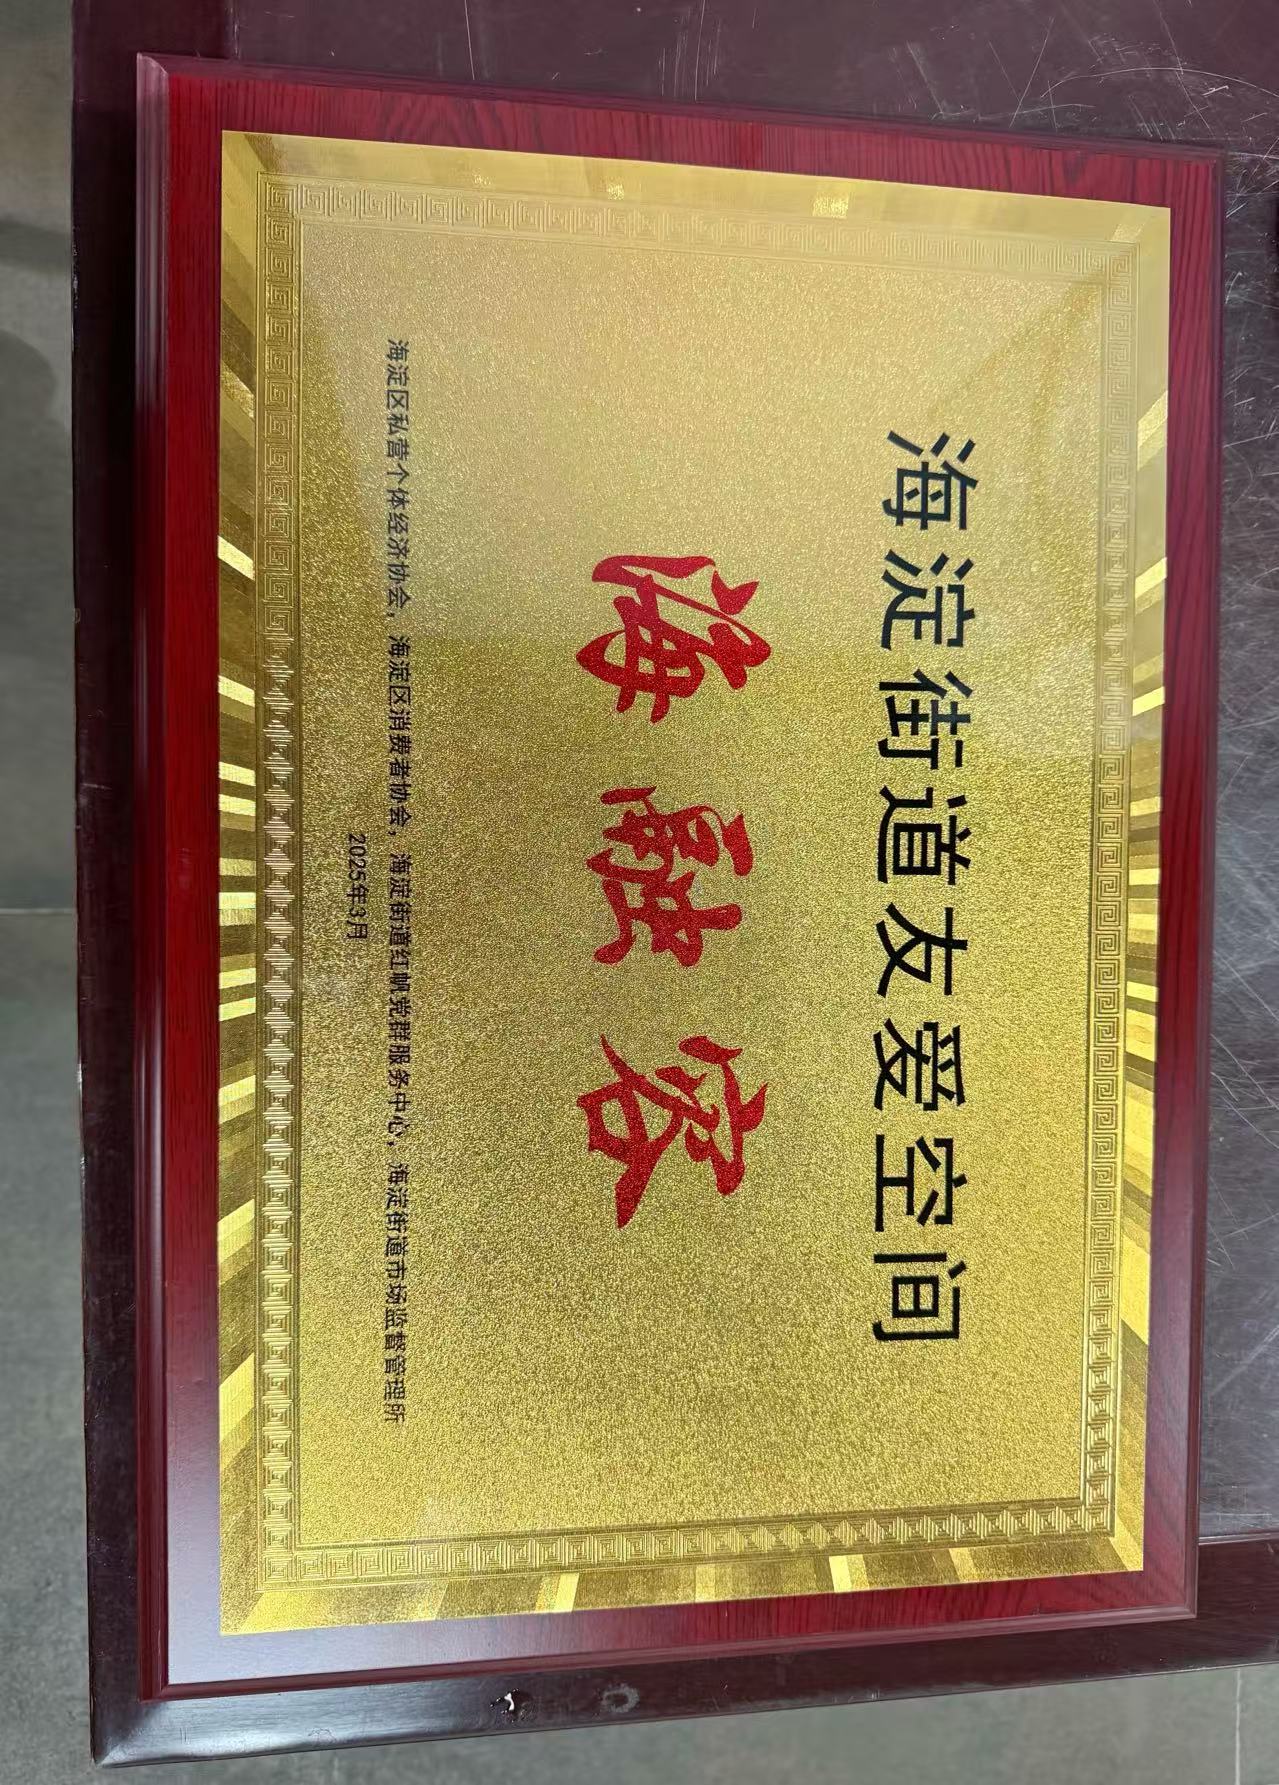 海淀街道友爱空间
海融容
海淀区私营个体经济协会，海淀区消费者协会，海淀街道红帆党群服务中心，海淀街道市场监督管理所
2025年3月